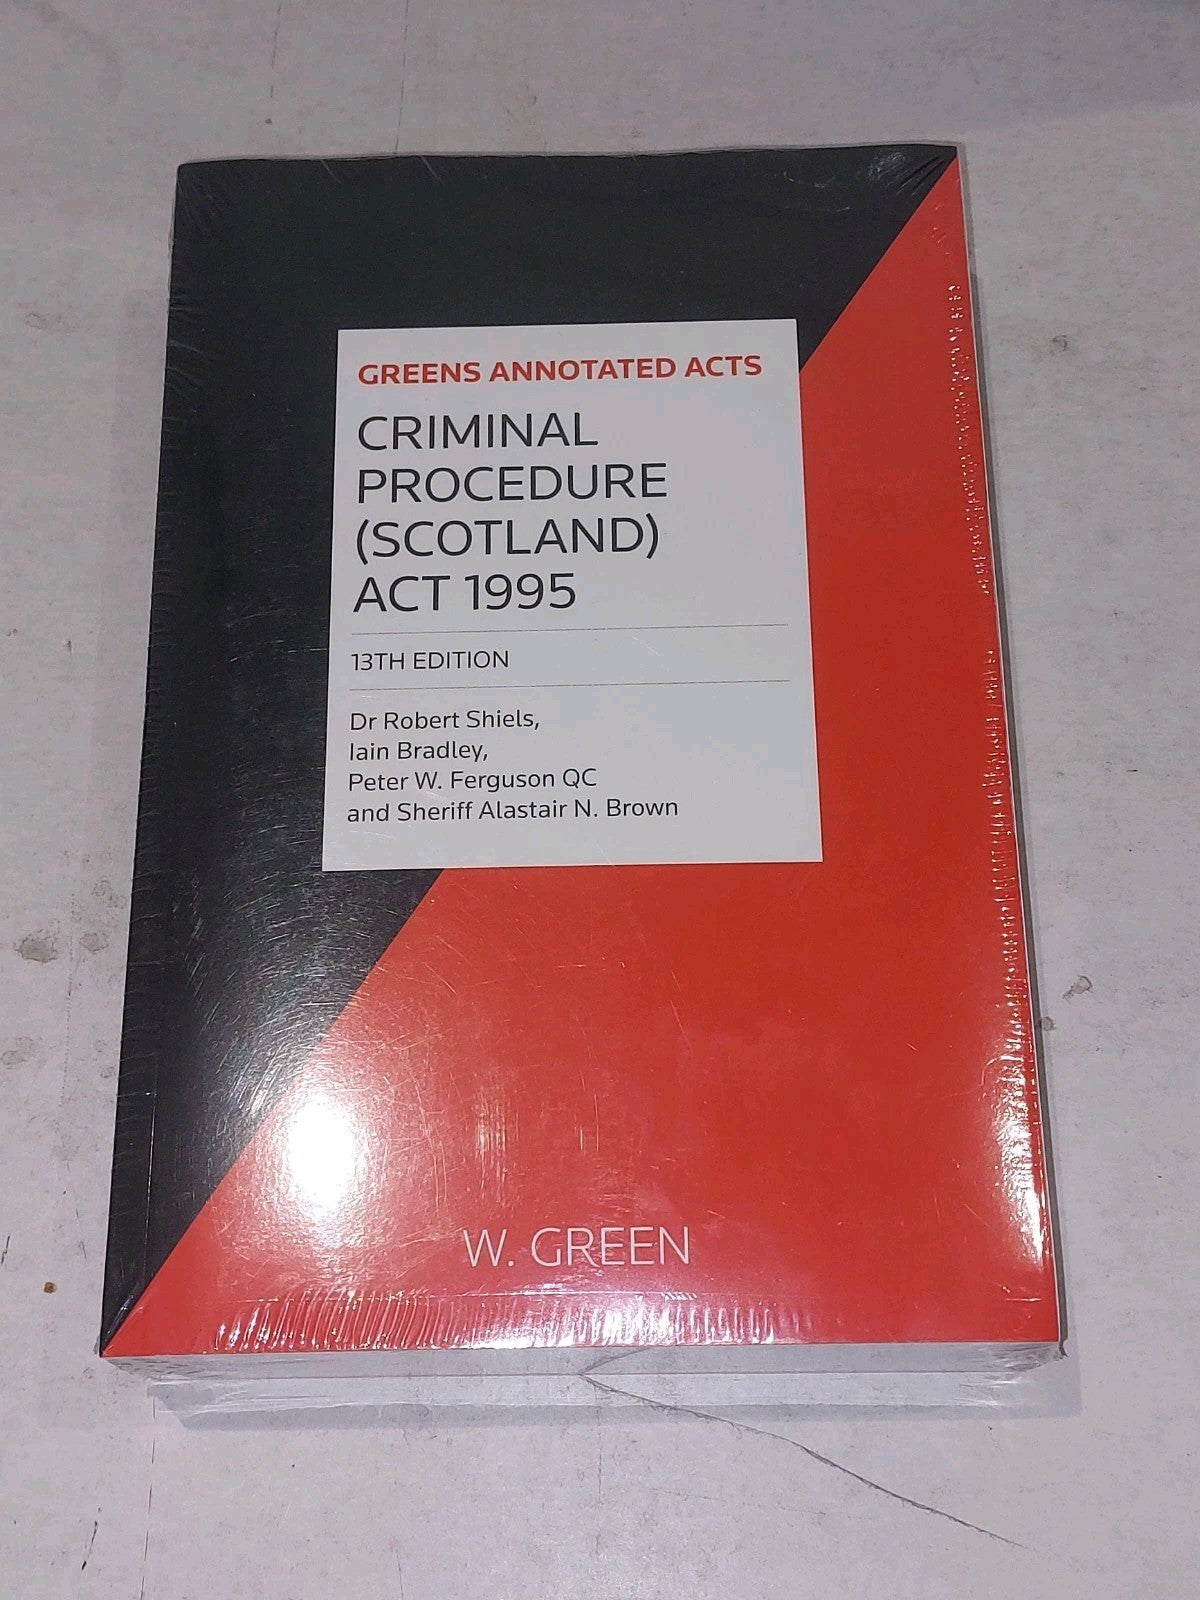 GREENS ANNOTATED ACTS
CRIMINAL
PROCEDURE
(SCOTLAND)
ACT 1995
13TH EDITION
Dr Robert Shiels,
Iain Bradley,
Peter W. Ferguson QC
and Sheriff Alastair N. Brown
W. GREEN